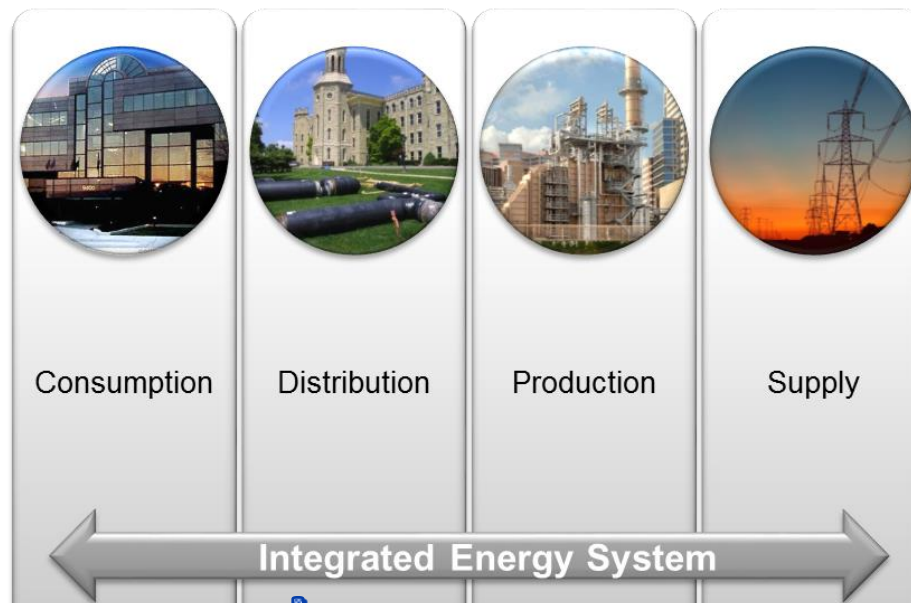 Consumption
Distribution
Production
Supply
Integrated Energy System